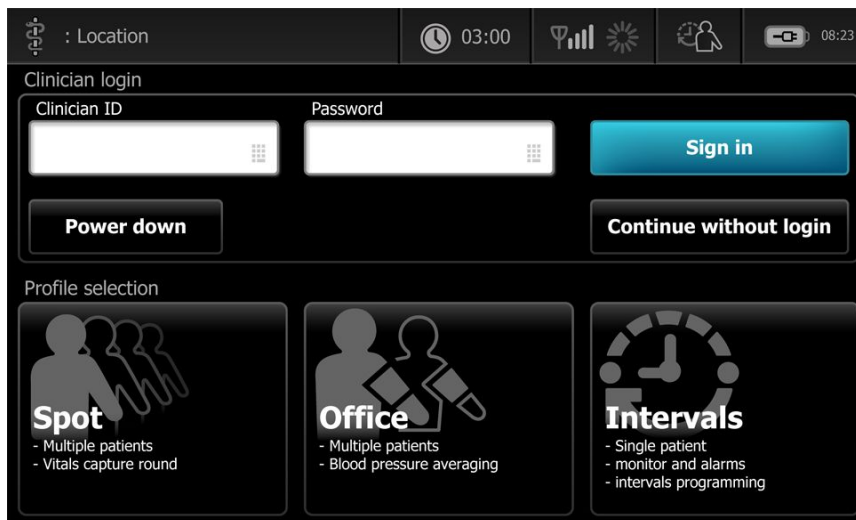 : Location
03:00
08:23
Clinician login
Clinician ID
Password
Sign in
Power down
Continue without login
Profile selection
Spot
- Multiple patients
- Vitals capture round
Office
- Multiple patients
- Blood pressure averaging
Intervals
- Single patient
- monitor and alarms
- intervals programming